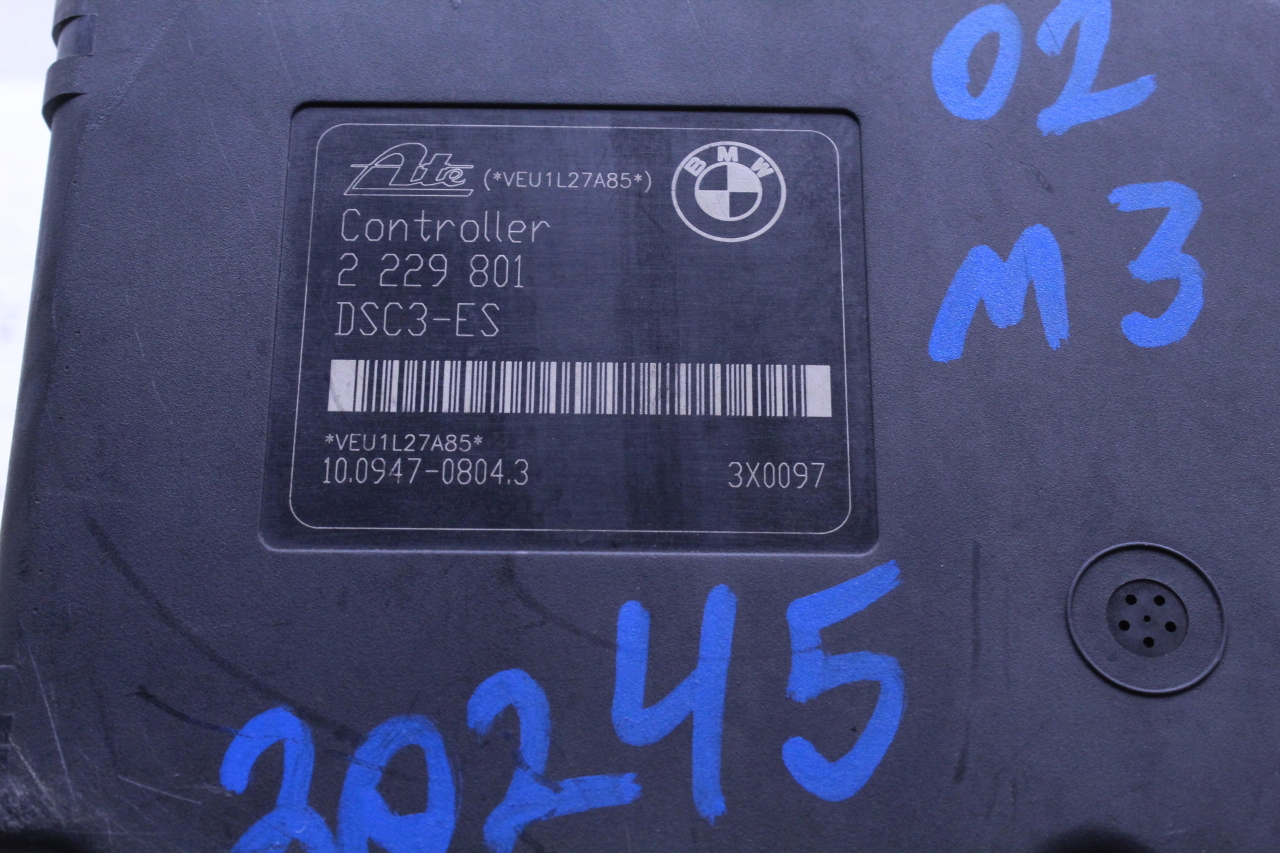 02
M3
Ate (*VEU1L27A85*) BMW
Controller
2 229 801
DSC3-ES
*VEU1L27A85*
10.0947-0804.3 3X0097
20245